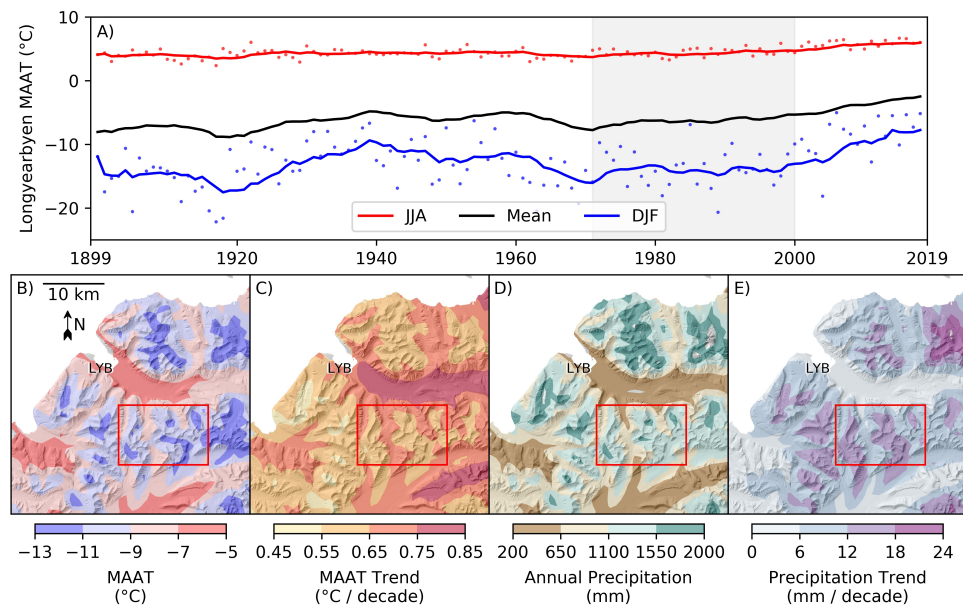 A)
Longyearbyen MAAT (°C)
10
0
−10
−20
JJA Mean DJF
1899 1920 1940 1960 1980 2000 2019
B) 10 km N LYB
C) LYB
D) LYB
E) LYB
−13 −11 −9 −7 −5
MAAT
(°C)
0.45 0.55 0.65 0.75 0.85
MAAT Trend
(°C / decade)
200 650 1100 1550 2000
Annual Precipitation
(mm)
0 6 12 18 24
Precipitation Trend
(mm / decade)